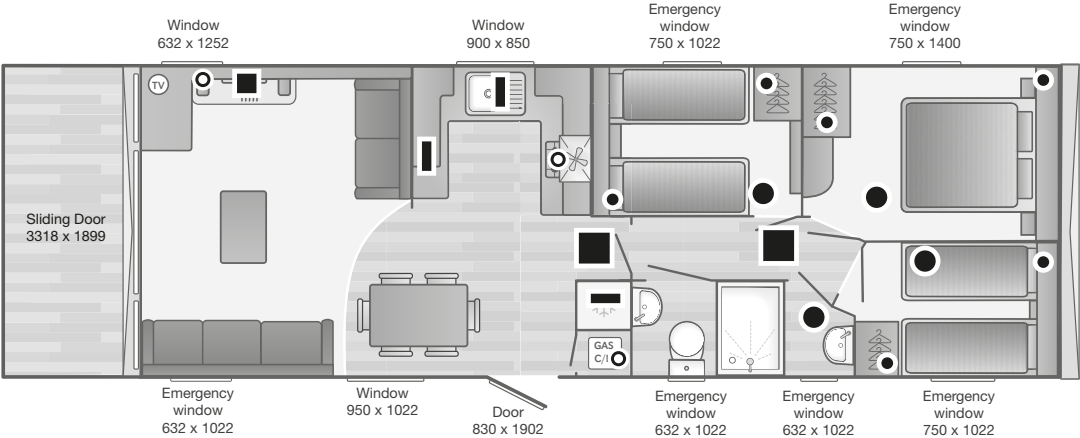 Window
632 x 1252
Window
900 x 850
Emergency
window
750 x 1022
Emergency
window
750 x 1400
TV
Sliding Door
3318 x 1899
GAS
C/H
Emergency
window
632 x 1022
Window
950 x 1022
Door
830 x 1902
Emergency
window
632 x 1022
Emergency
window
632 x 1022
Emergency
window
750 x 1022